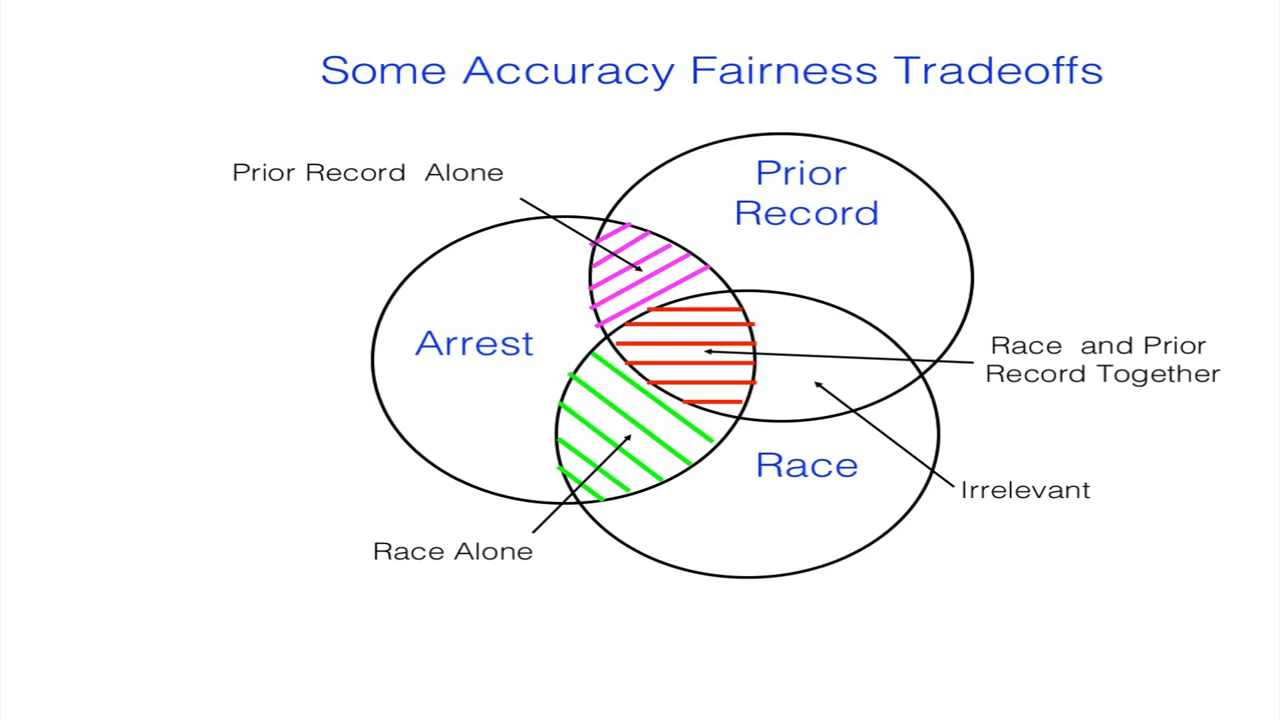 Some Accuracy Fairness Tradeoffs
Prior Record Alone
Prior
Record
Arrest
Race and Prior
Record Together
Race
Irrelevant
Race Alone